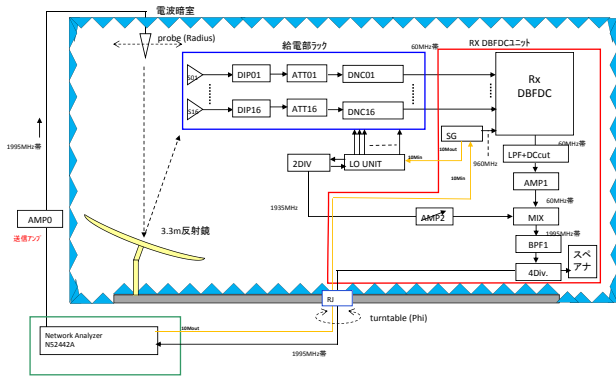 電波暗室
probe (Radius)
給電部ラック
60MHz帯
RX DBFDCユニット
S01
DIP01
ATT01
DNC01
S16
DIP16
ATT16
DNC16
Rx
DBFDC
SG
10Mout
10Min
10Min
960MHz
60MHz帯
LPF+DCcut
2DIV
LO UNIT
AMP1
60MHz帯
1995MHz帯
AMP0
送信アンプ
3.3m反射鏡
1935MHz
AMP2
MIX
1995MHz帯
BPF1
4Div.
スペ
アナ
RJ
turntable (Phi)
Network Analyzer
N52442A
10Mout
1995MHz帯